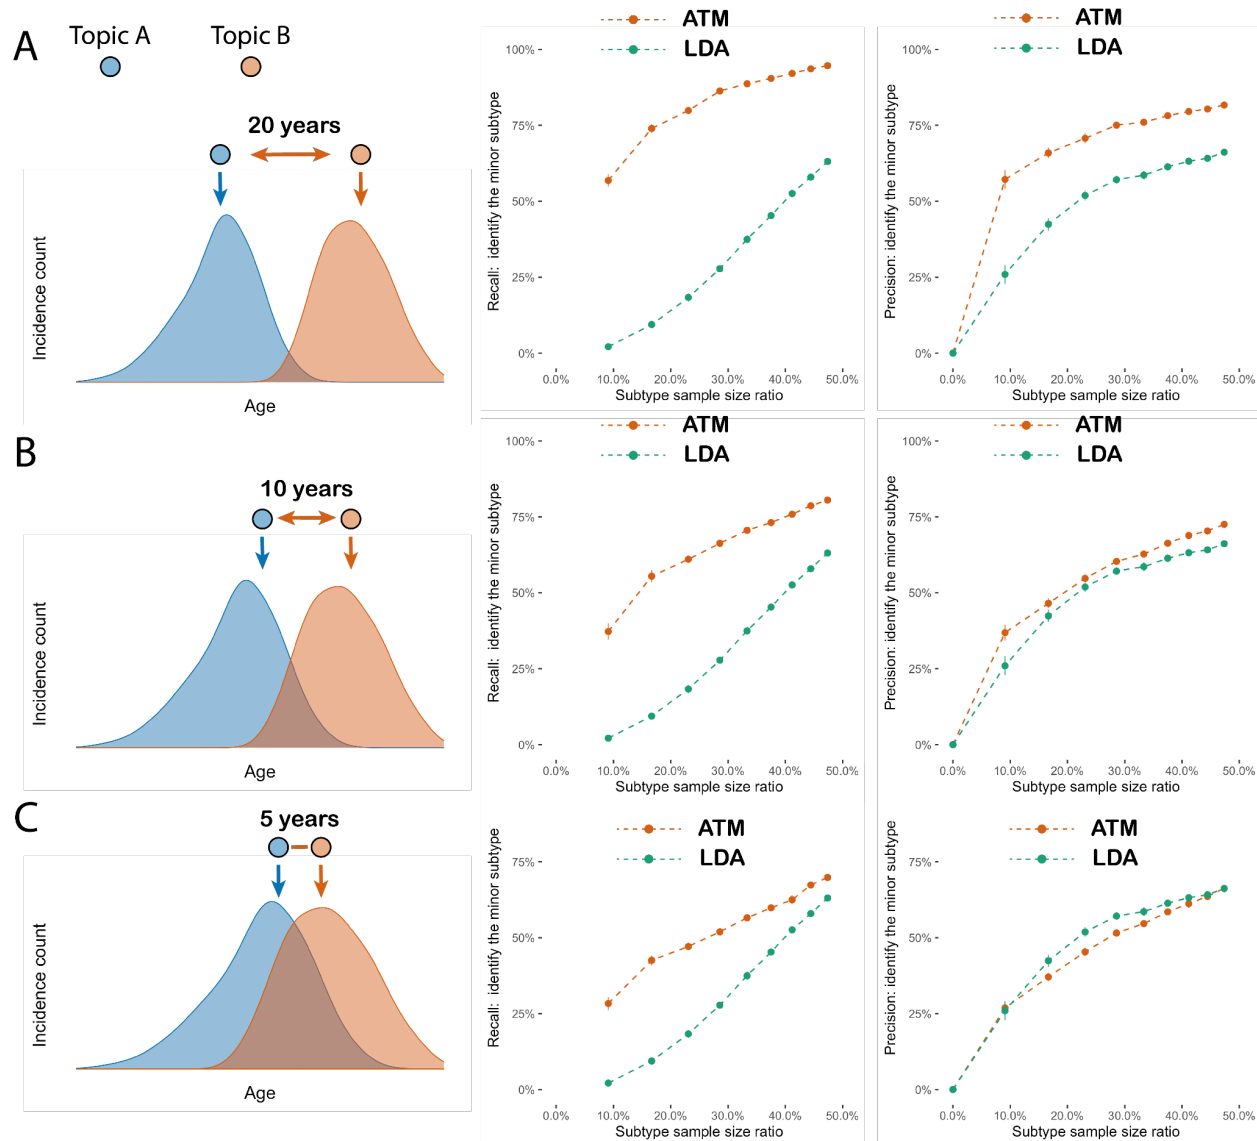 A
Topic A
Topic B
20 years
Incidence count
Age
ATM
LDA
Recall: identify the minor subtype
100%
75%
50%
25%
0%
0.0%
10.0%
20.0%
30.0%
40.0%
50.0%
Subtype sample size ratio
ATM
LDA
Precision: identify the minor subtype
100%
75%
50%
25%
0%
0.0%
10.0%
20.0%
30.0%
40.0%
50.0%
Subtype sample size ratio
B
10 years
Incidence count
Age
ATM
LDA
Recall: identify the minor subtype
100%
75%
50%
25%
0%
0.0%
10.0%
20.0%
30.0%
40.0%
50.0%
Subtype sample size ratio
ATM
LDA
Precision: identify the minor subtype
100%
75%
50%
25%
0%
0.0%
10.0%
20.0%
30.0%
40.0%
50.0%
Subtype sample size ratio
C
5 years
Incidence count
Age
ATM
LDA
Recall: identify the minor subtype
75%
50%
25%
0%
0.0%
10.0%
20.0%
30.0%
40.0%
50.0%
Subtype sample size ratio
ATM
LDA
Precision: identify the minor subtype
75%
50%
25%
0%
0.0%
10.0%
20.0%
30.0%
40.0%
50.0%
Subtype sample size ratio